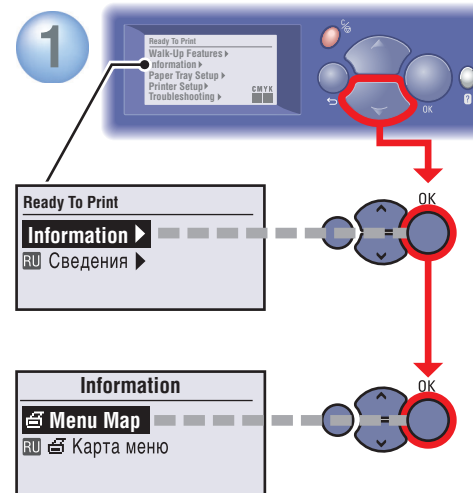 1
Ready To Print
Walk-Up Features
nformation
Paper Tray Setup
Printer Setup
Troubleshooting
CMYK
OK
?
Ready To Print
Information
RU Сведения
OK
Information
Menu Map
RU Карта меню
OK